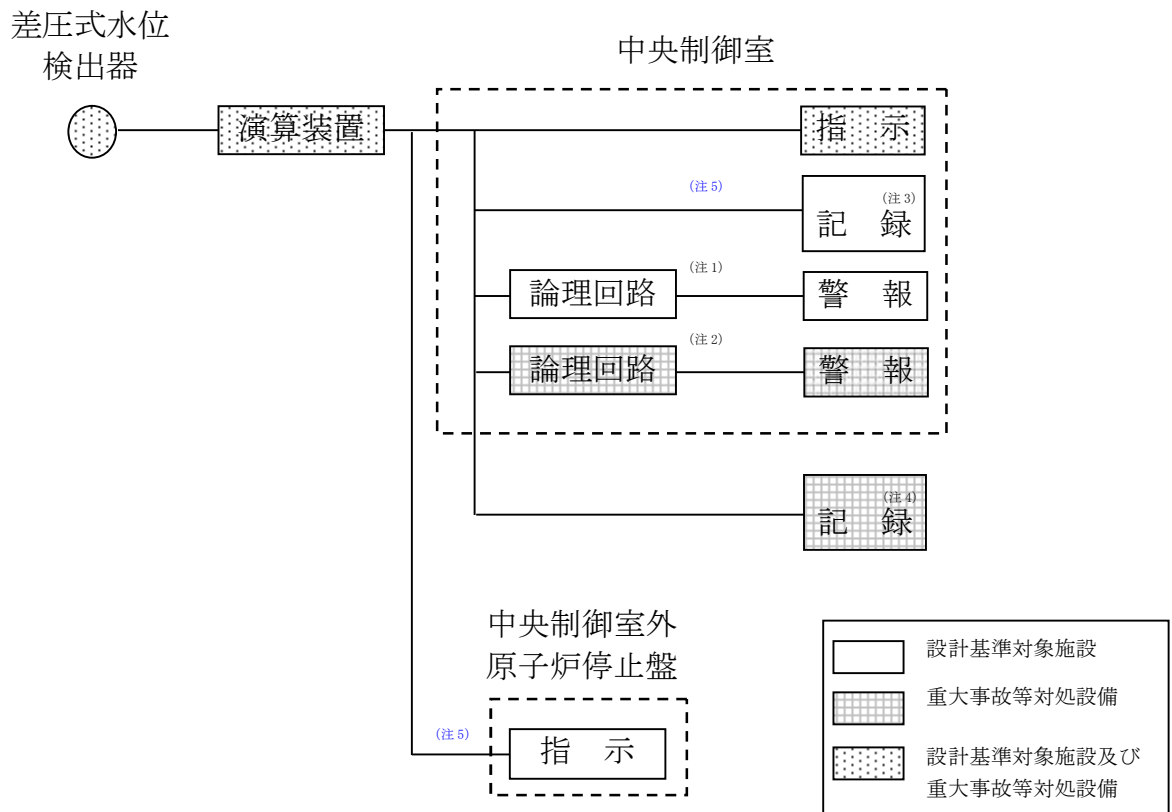 差圧式水位
検出器
中央制御室
演算装置
指 示
(注5)
(注3)
記 録
論理回路
(注1)
警 報
論理回路
(注2)
警 報
(注4)
記 録
中央制御室外
原子炉停止盤
(注5)
指 示
設計基準対象施設
重大事故等対処設備
設計基準対象施設及び
重大事故等対処設備